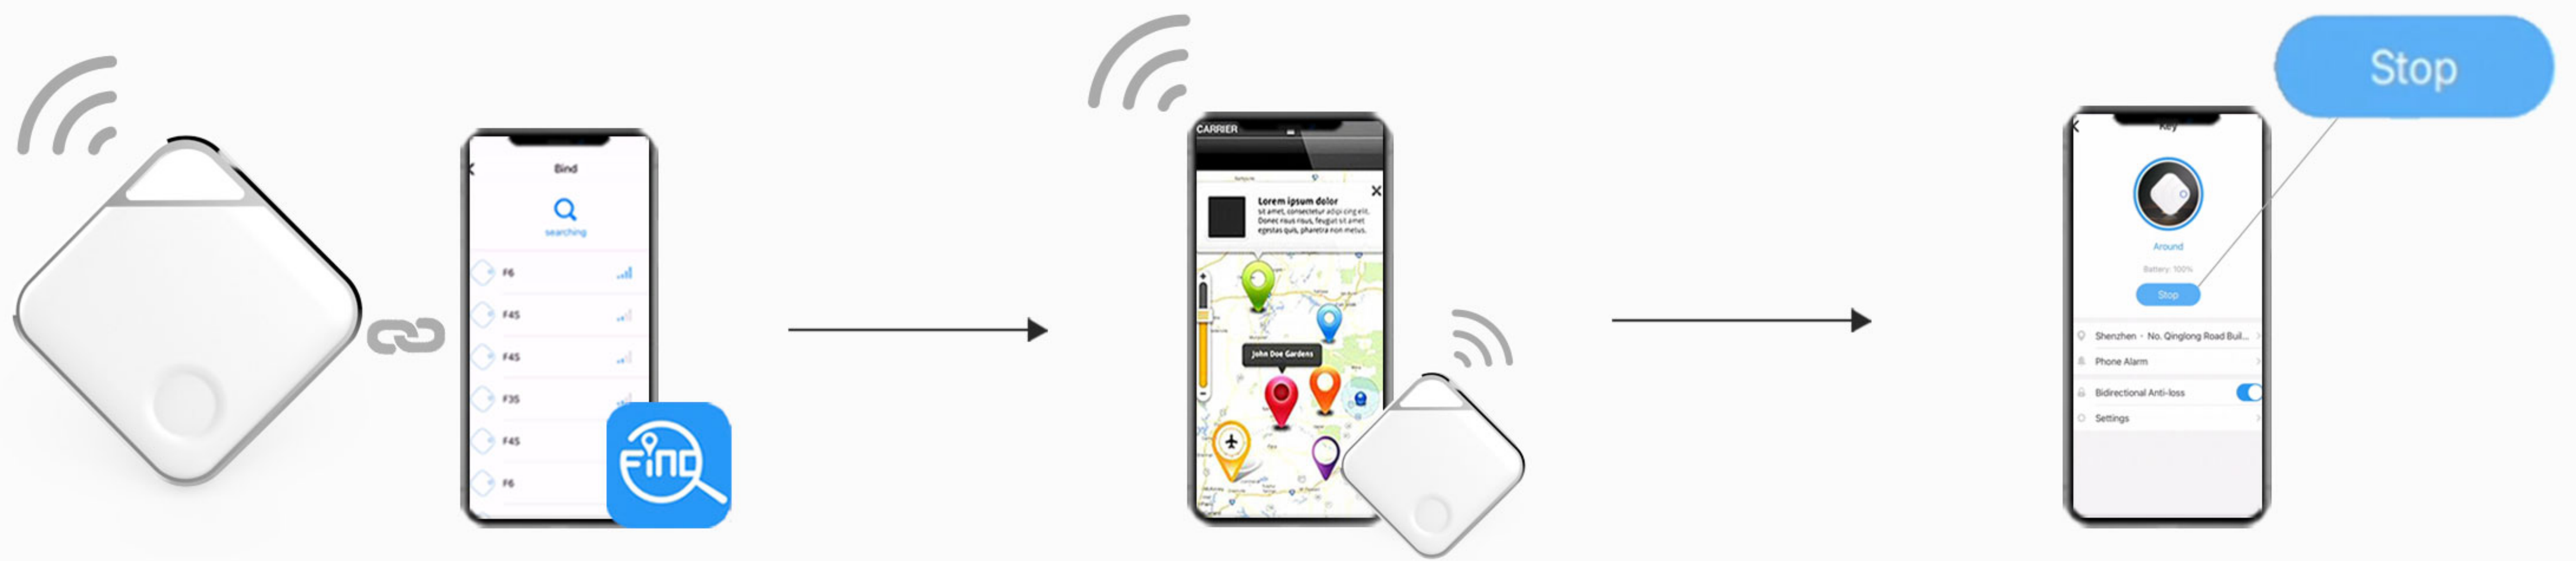 Bind
searching
F6
F4S
F4S
F3S
F4S
F6
Find
CARRIER
Lorem ipsum dolor
sit amet, consectetur adipi cing elit.
Donec risus risus, feugiat sit amet
egestas quis, pharetra non metus.
John Doe Gardens
Stop
Key
Around
Battery: 100%
Stop
Shenzhen - No. Qinglong Road Buil...
Phone Alarm
Bidirectional Anti-loss
Settings